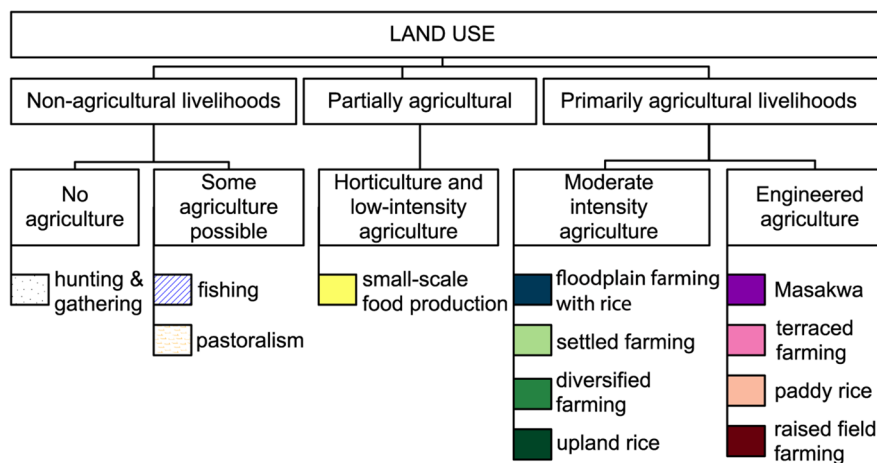 LAND USE
Non-agricultural livelihoods
Partially agricultural
Primarily agricultural livelihoods
No
agriculture
Some
agriculture
possible
Horticulture and
low-intensity
agriculture
Moderate
intensity
agriculture
Engineered
agriculture
hunting &
gathering
fishing
pastoralism
small-scale
food production
floodplain farming
with rice
settled farming
diversified
farming
upland rice
Masakwa
terraced
farming
paddy rice
raised field
farming